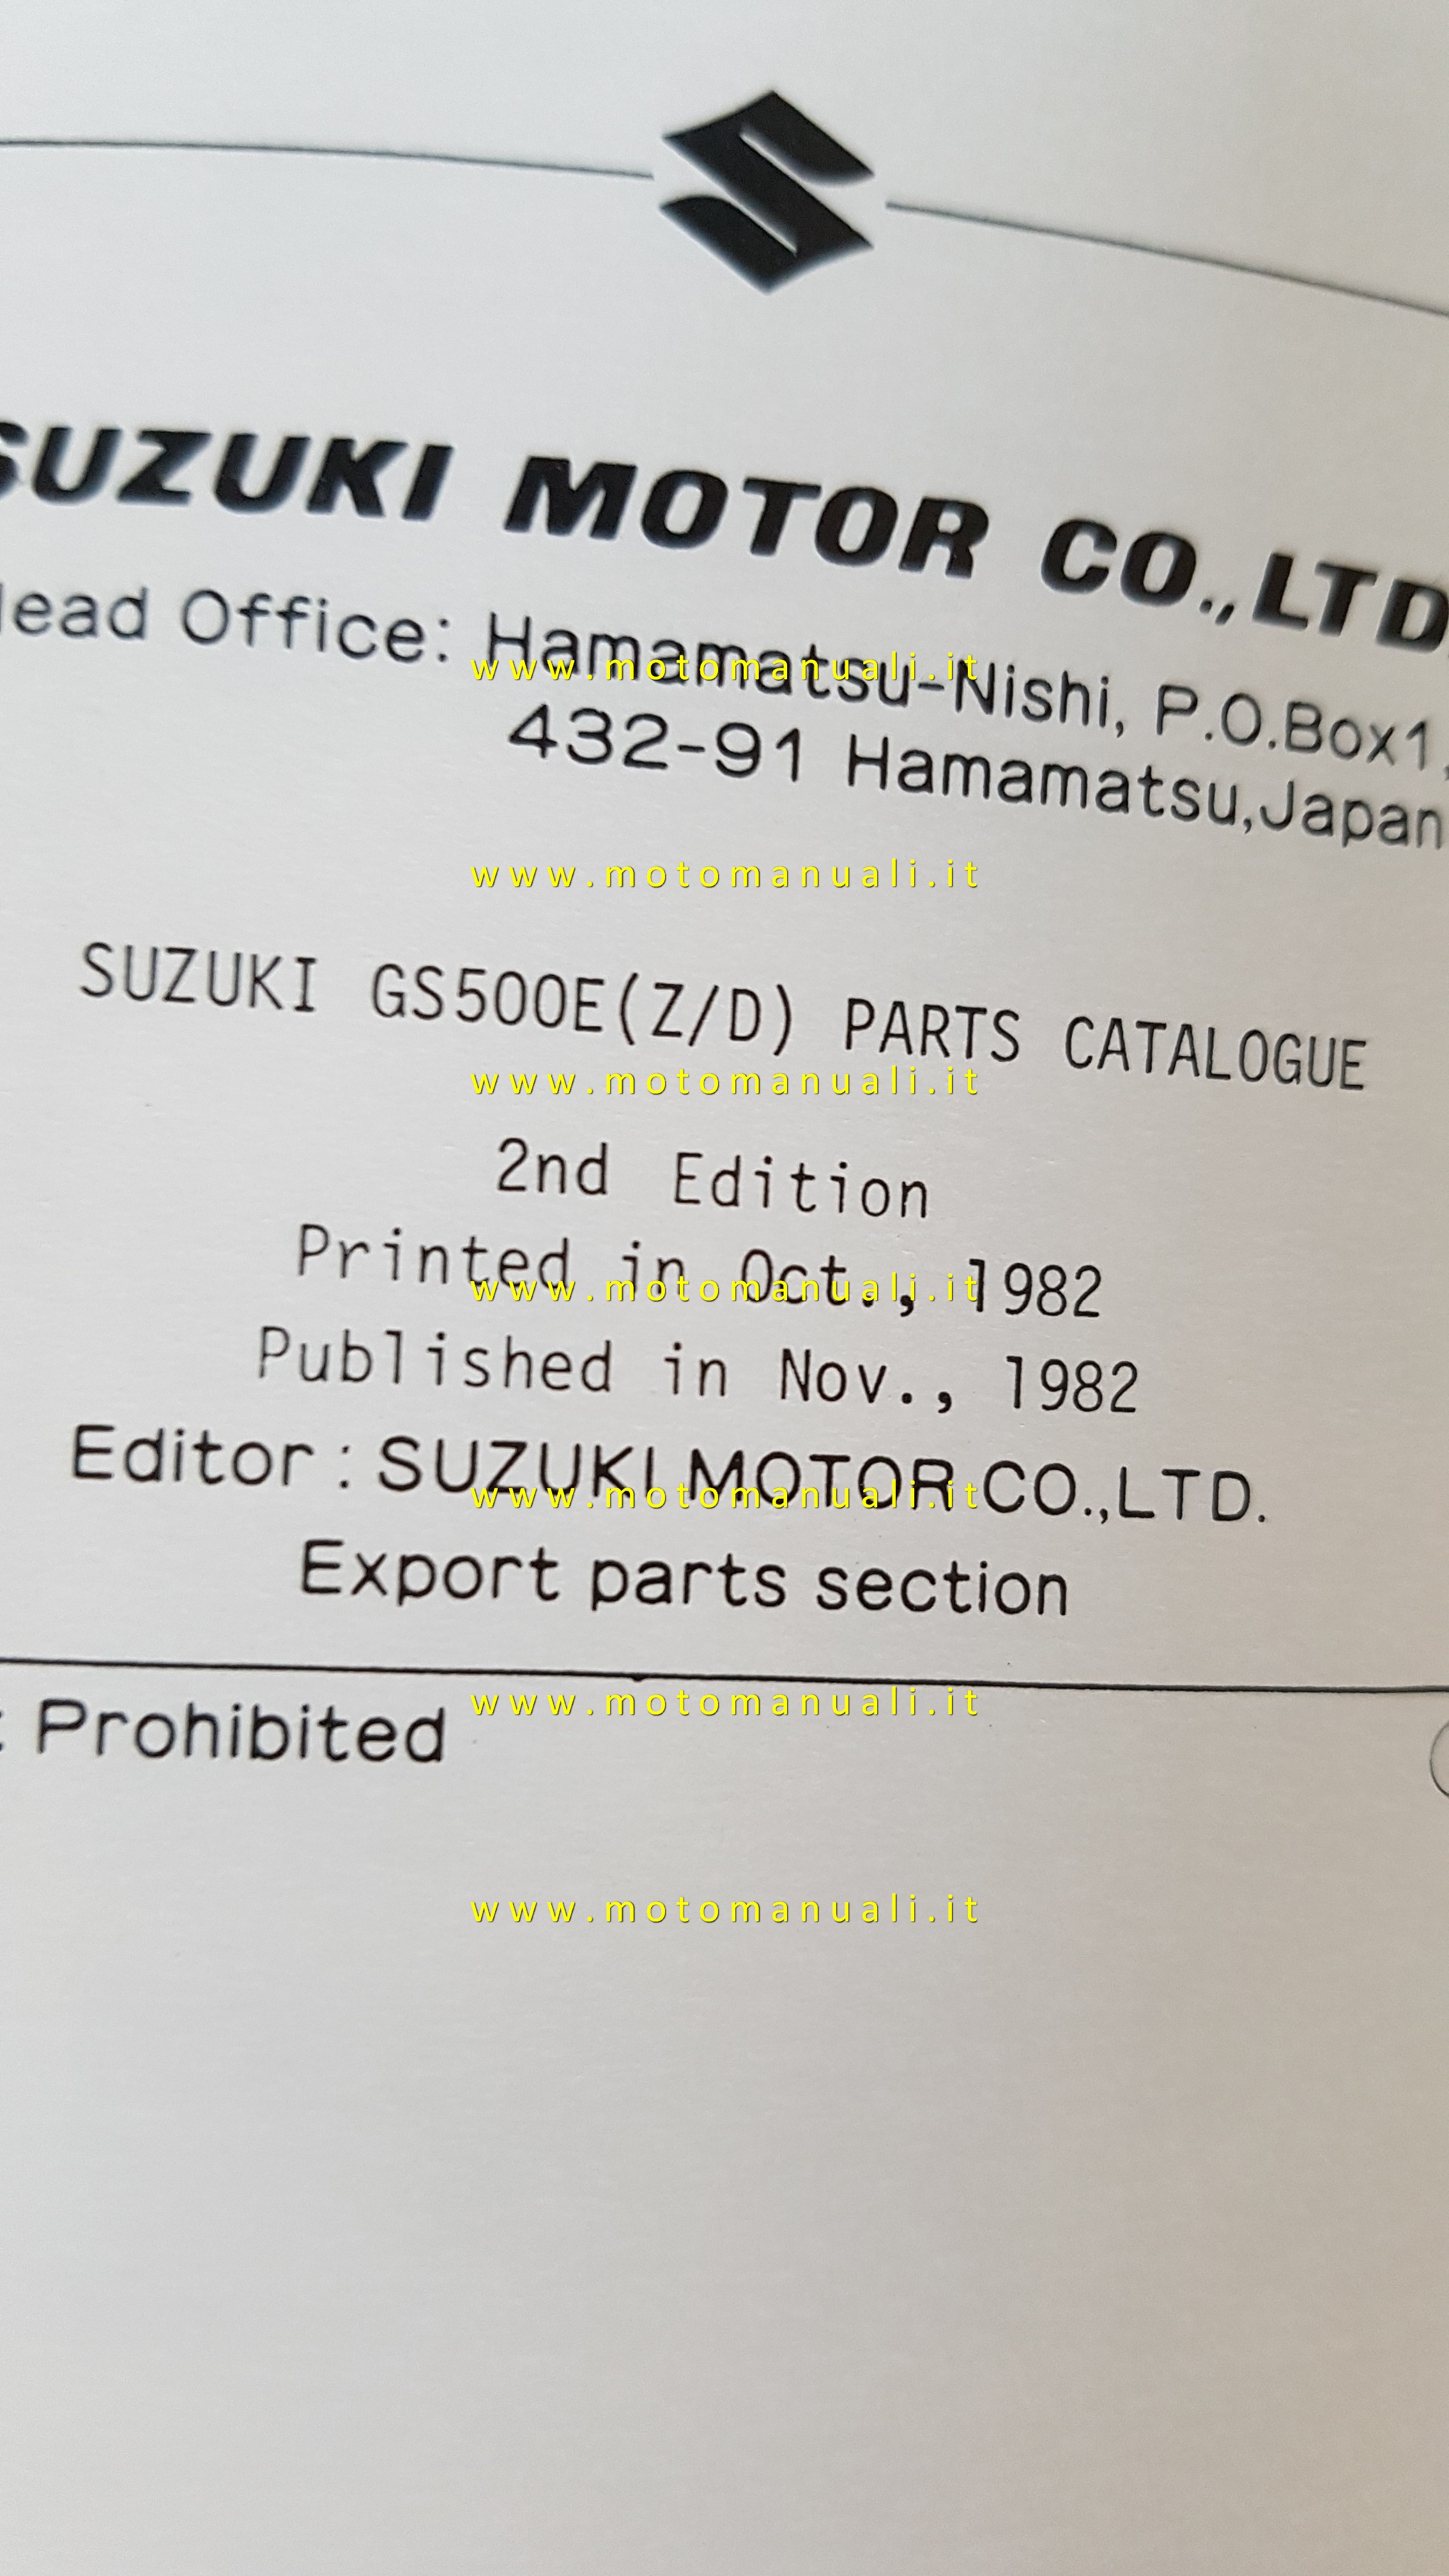 SUZUKI MOTOR CO.,LTD.
Head Office: Hamamatsu-Nishi, P.O.Box1,
www.motomanuali.it
432-91 Hamamatsu,Japan
www.motomanuali.it
SUZUKI GS500E(Z/D) PARTS CATALOGUE
www.motomanuali.it
2nd Edition
Printed in Oct., 1982
www.motomanuali.it
Published in Nov., 1982
Editor : SUZUKI MOTOR CO.,LTD.
www.motomanuali.it
Export parts section
Prohibited
www.motomanuali.it
www.motomanuali.it